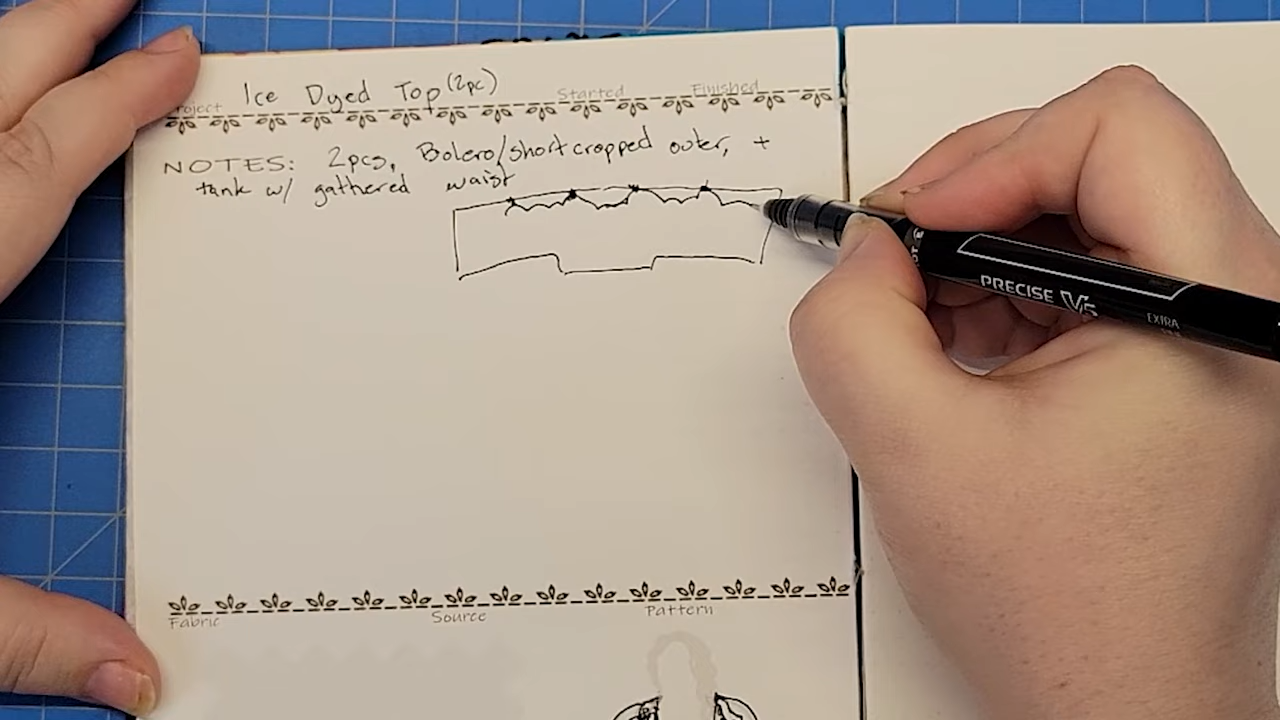 Ice Dyed Top (2pc)
Project Started Finished
NOTES: 2pcs, Bolero/short cropped outer, +
tank w/ gathered waist
PRECISE V5
EXTRA
Fabric Source Pattern